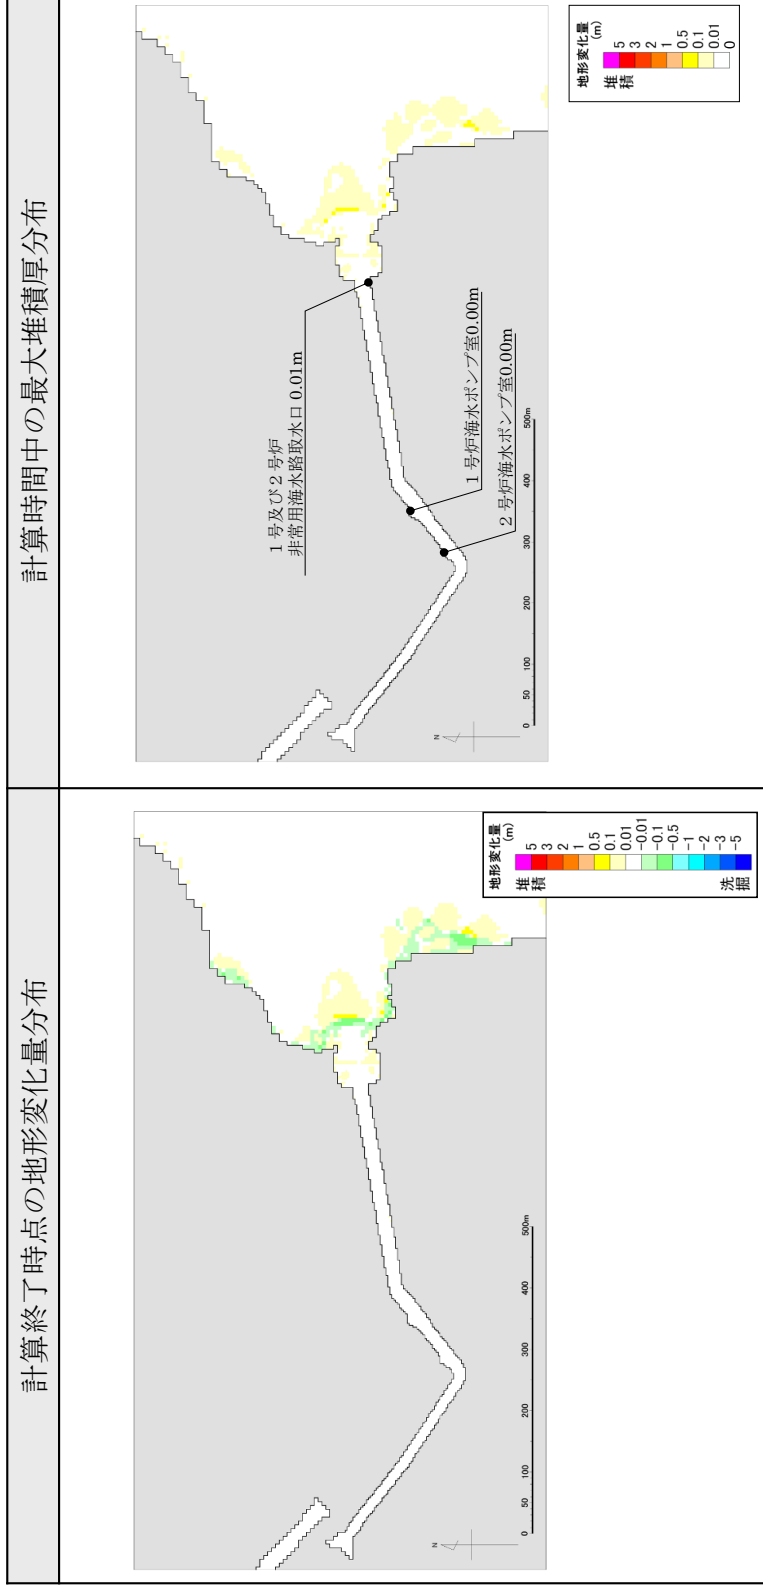 計算終了時点の地形変化量分布
N
0 50 100 200 300 400 500m
地形変化量
(m)
堆積
5
3
2
1
0.5
0.1
0.01
-0.01
-0.1
-0.5
-1
-2
-3
-5
洗掘
計算時間中の最大堆積厚分布
1号及び2号炉
非常用海水路取水口 0.01m
1号炉海水ポンプ室0.00m
2号炉海水ポンプ室0.00m
N
0 50 100 200 300 400 500m
地形変化量
(m)
堆積
5
3
2
1
0.5
0.1
0.01
0